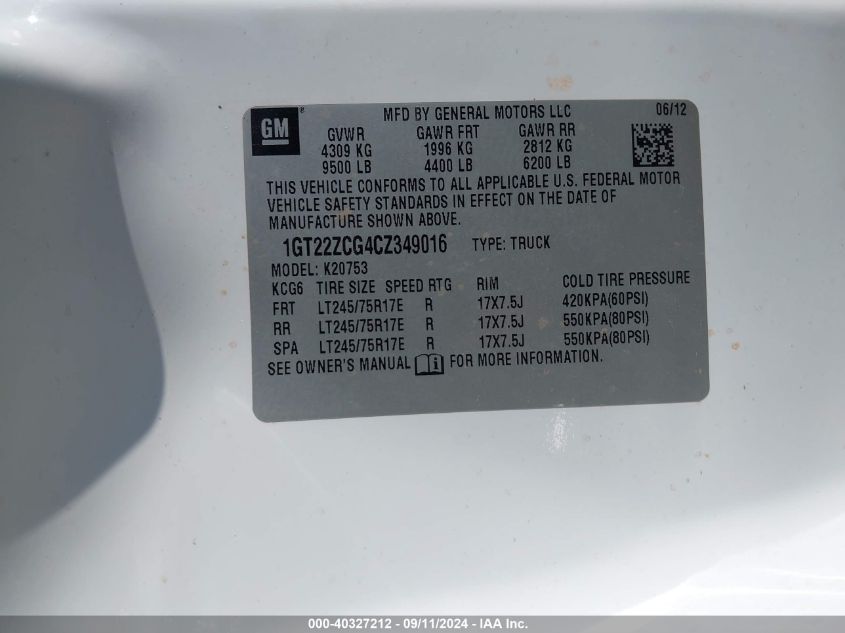 GM ® MFD BY GENERAL MOTORS LLC 06/12
GVWR GAWR FRT GAWR RR
4309 KG 1996 KG 2812 KG
9500 LB 4400 LB 6200 LB
THIS VEHICLE CONFORMS TO ALL APPLICABLE U.S. FEDERAL MOTOR
VEHICLE SAFETY STANDARDS IN EFFECT ON THE DATE OF
MANUFACTURE SHOWN ABOVE.
1GT22ZCG4CZ349016 TYPE: TRUCK
MODEL: K20753
KCG6 TIRE SIZE SPEED RTG RIM COLD TIRE PRESSURE
FRT LT245/75R17E R 17X7.5J 420KPA(60PSI)
RR LT245/75R17E R 17X7.5J 550KPA(80PSI)
SPA LT245/75R17E R 17X7.5J 550KPA(80PSI)
SEE OWNER'S MANUAL FOR MORE INFORMATION.
000-40327212 - 09/11/2024 - IAA Inc.